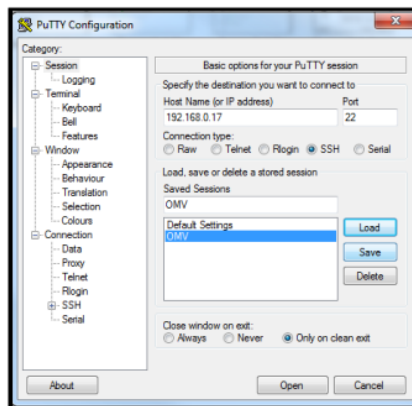 PuTTY Configuration
Category:
Session
Logging
Terminal
Keyboard
Bell
Features
Window
Appearance
Behaviour
Translation
Selection
Colours
Connection
Data
Proxy
Telnet
Rlogin
SSH
Serial
Basic options for your PuTTY session
Specify the destination you want to connect to
Host Name (or IP address) Port
192.168.0.17 22
Connection type:
Raw Telnet Rlogin SSH Serial
Load, save or delete a stored session
Saved Sessions
OMV
Default Settings
OMV
Load
Save
Delete
Close window on exit:
Always Never Only on clean exit
About Open Cancel